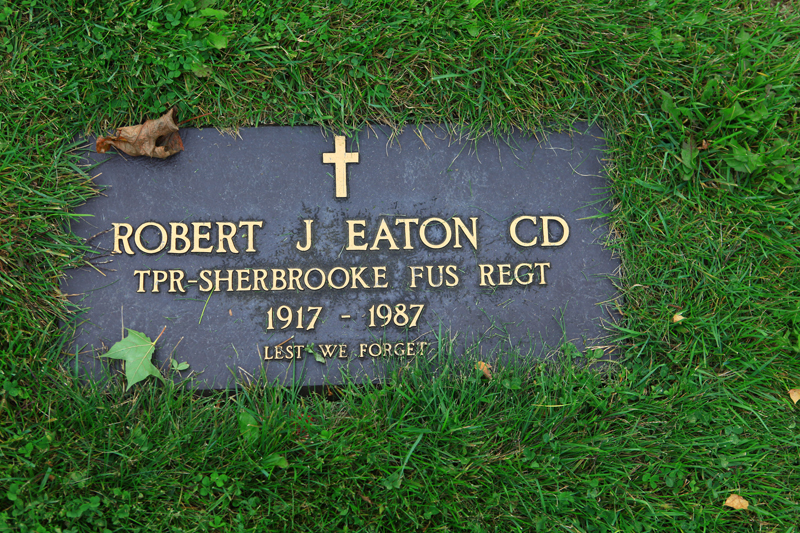 ROBERT J EATON CD
TPR-SHERBROOKE FUS REGT
1917 - 1987
LEST WE FORGET